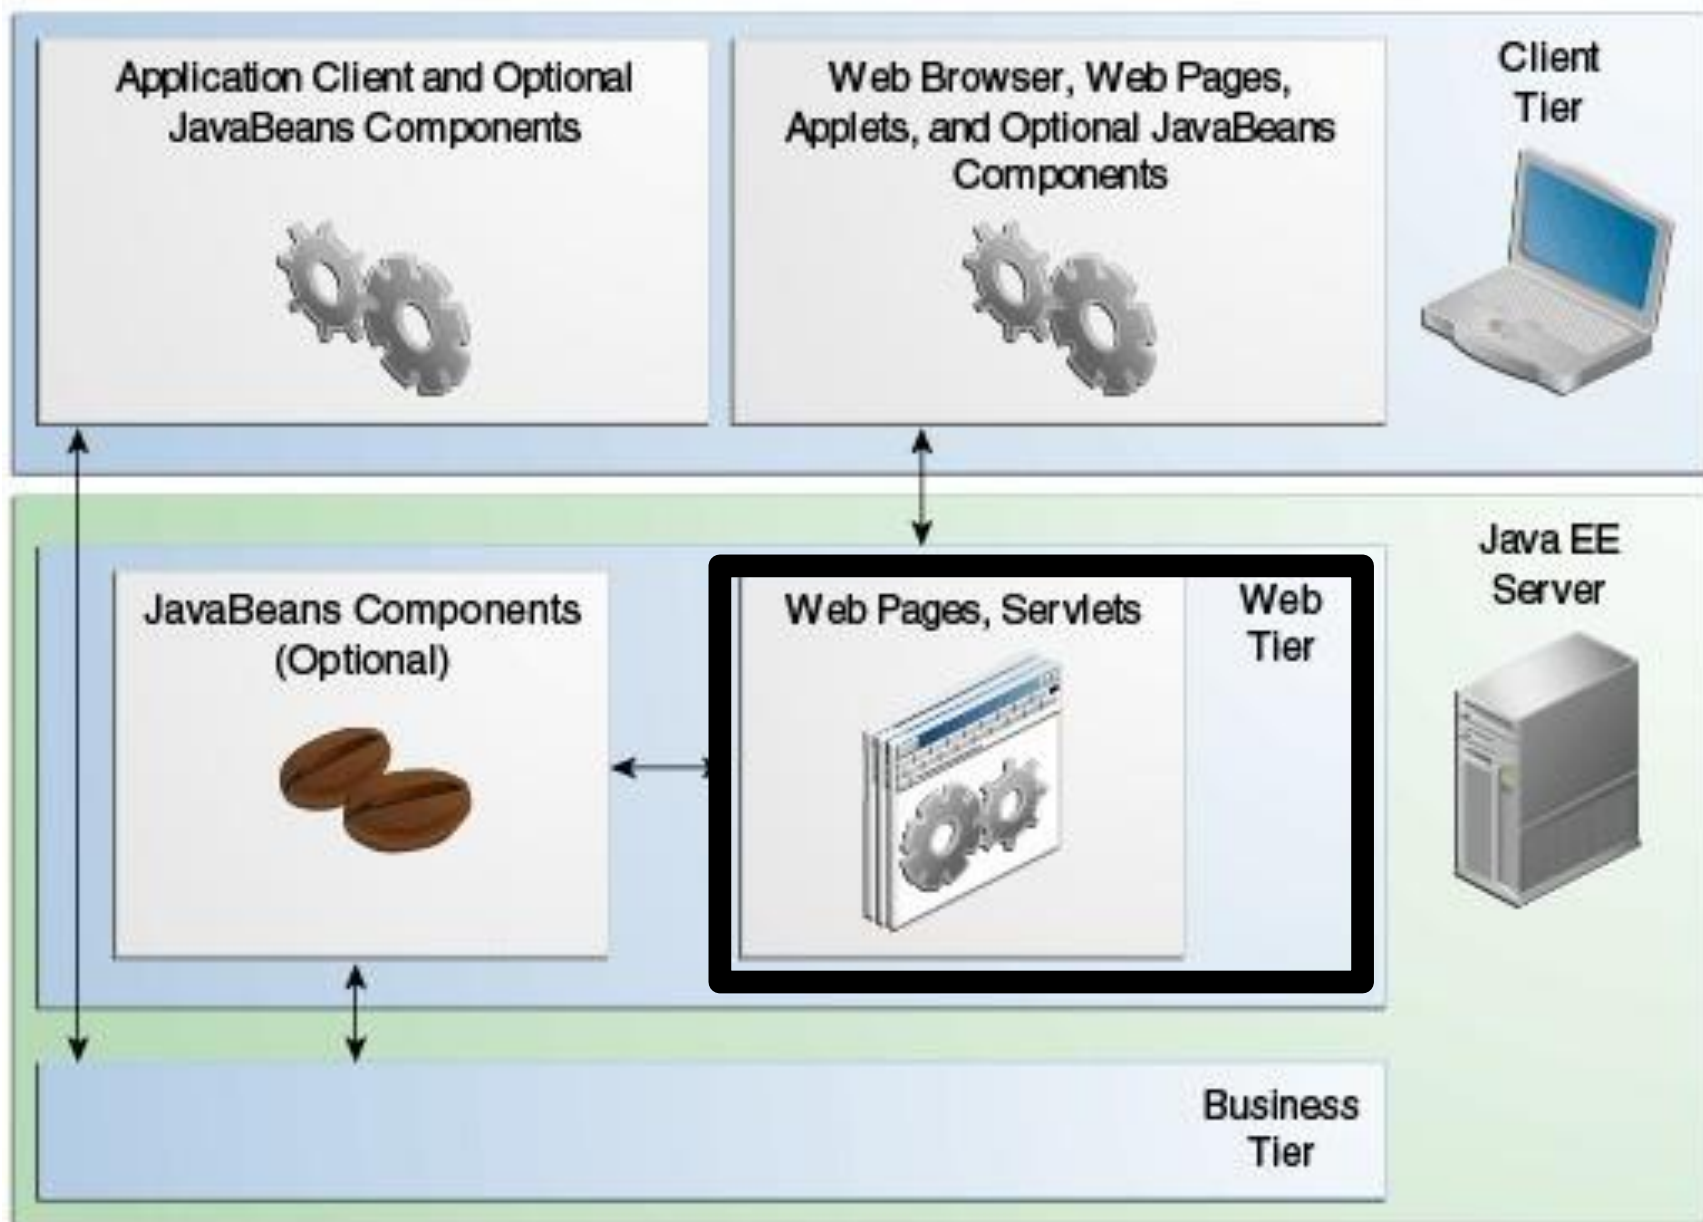 Application Client and Optional
JavaBeans Components
Web Browser, Web Pages,
Applets, and Optional JavaBeans
Components
Client
Tier
JavaBeans Components
(Optional)
Web Pages, Servlets
Web
Tier
Java EE
Server
Business
Tier